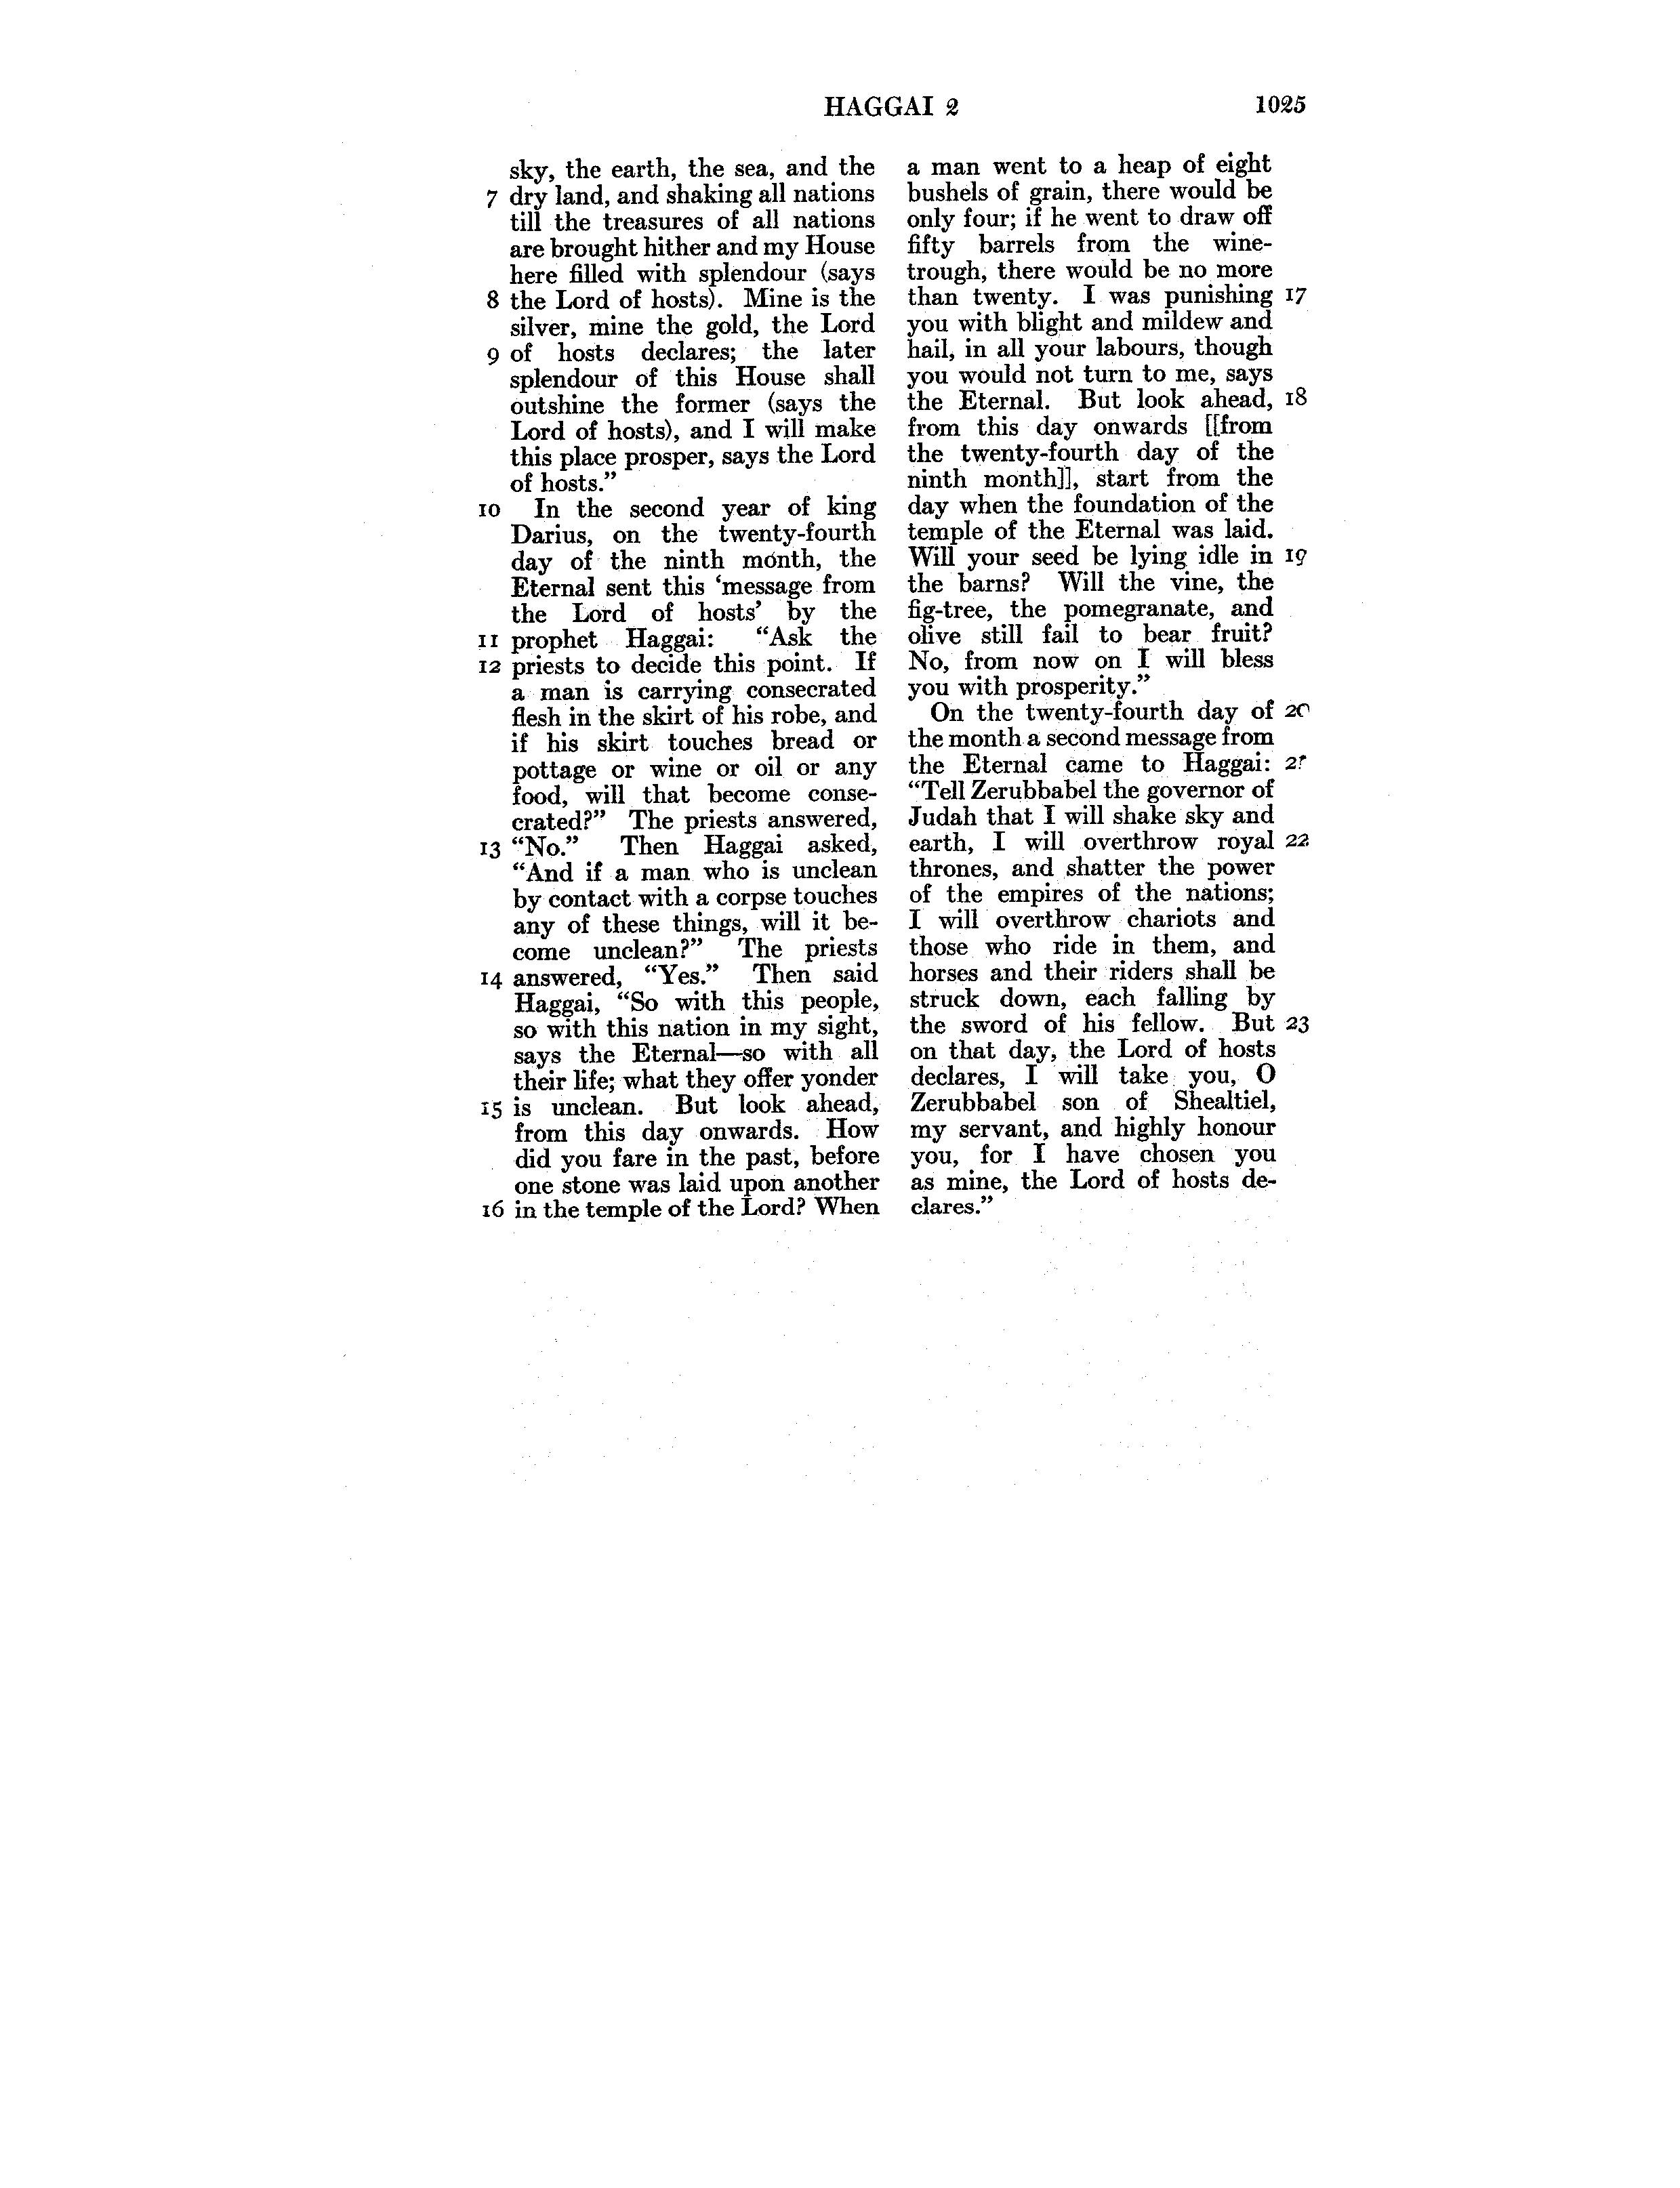 HAGGAI 2 1025
sky, the earth, the sea, and the
7 dry land, and shaking all nations
till the treasures of all nations
are brought hither and my House
here filled with splendour (says
8 the Lord of hosts). Mine is the
silver, mine the gold, the Lord
9 of hosts declares; the later
splendour of this House shall
outshine the former (says the
Lord of hosts), and I will make
this place prosper, says the Lord
of hosts.”
10 In the second year of king
Darius, on the twenty-fourth
day of the ninth month, the
Eternal sent this ‘message from
the Lord of hosts’ by the
11 prophet Haggai: “Ask the
12 priests to decide this point. If
a man is carrying consecrated
flesh in the skirt of his robe, and
if his skirt touches bread or
pottage or wine or oil or any
food, will that become conse-
crated?” The priests answered,
13 “No.” Then Haggai asked,
“And if a man who is unclean
by contact with a corpse touches
any of these things, will it be-
come unclean?” The priests
14 answered, “Yes.” Then said
Haggai, “So with this people,
so with this nation in my sight,
says the Eternal—so with all
their life; what they offer yonder
15 is unclean. But look ahead,
from this day onwards. How
did you fare in the past, before
one stone was laid upon another
16 in the temple of the Lord? When
a man went to a heap of eight
bushels of grain, there would be
only four; if he went to draw off
fifty barrels from the wine-
trough, there would be no more
than twenty. I was punishing 17
you with blight and mildew and
hail, in all your labours, though
you would not turn to me, says
the Eternal. But look ahead, 18
from this day onwards [[from
the twenty-fourth day of the
ninth month]], start from the
day when the foundation of the
temple of the Eternal was laid.
Will your seed be lying idle in 19
the barns? Will the vine, the
fig-tree, the pomegranate, and
olive still fail to bear fruit?
No, from now on I will bless
you with prosperity.”
On the twenty-fourth day of 20
the month a second message from
the Eternal came to Haggai: 21
“Tell Zerubbabel the governor of
Judah that I will shake sky and
earth, I will overthrow royal 22
thrones, and shatter the power
of the empires of the nations;
I will overthrow chariots and
those who ride in them, and
horses and their riders shall be
struck down, each falling by
the sword of his fellow. But 23
on that day, the Lord of hosts
declares, I will take you, O
Zerubbabel son of Shealtiel,
my servant, and highly honour
you, for I have chosen you
as mine, the Lord of hosts de-
clares.”